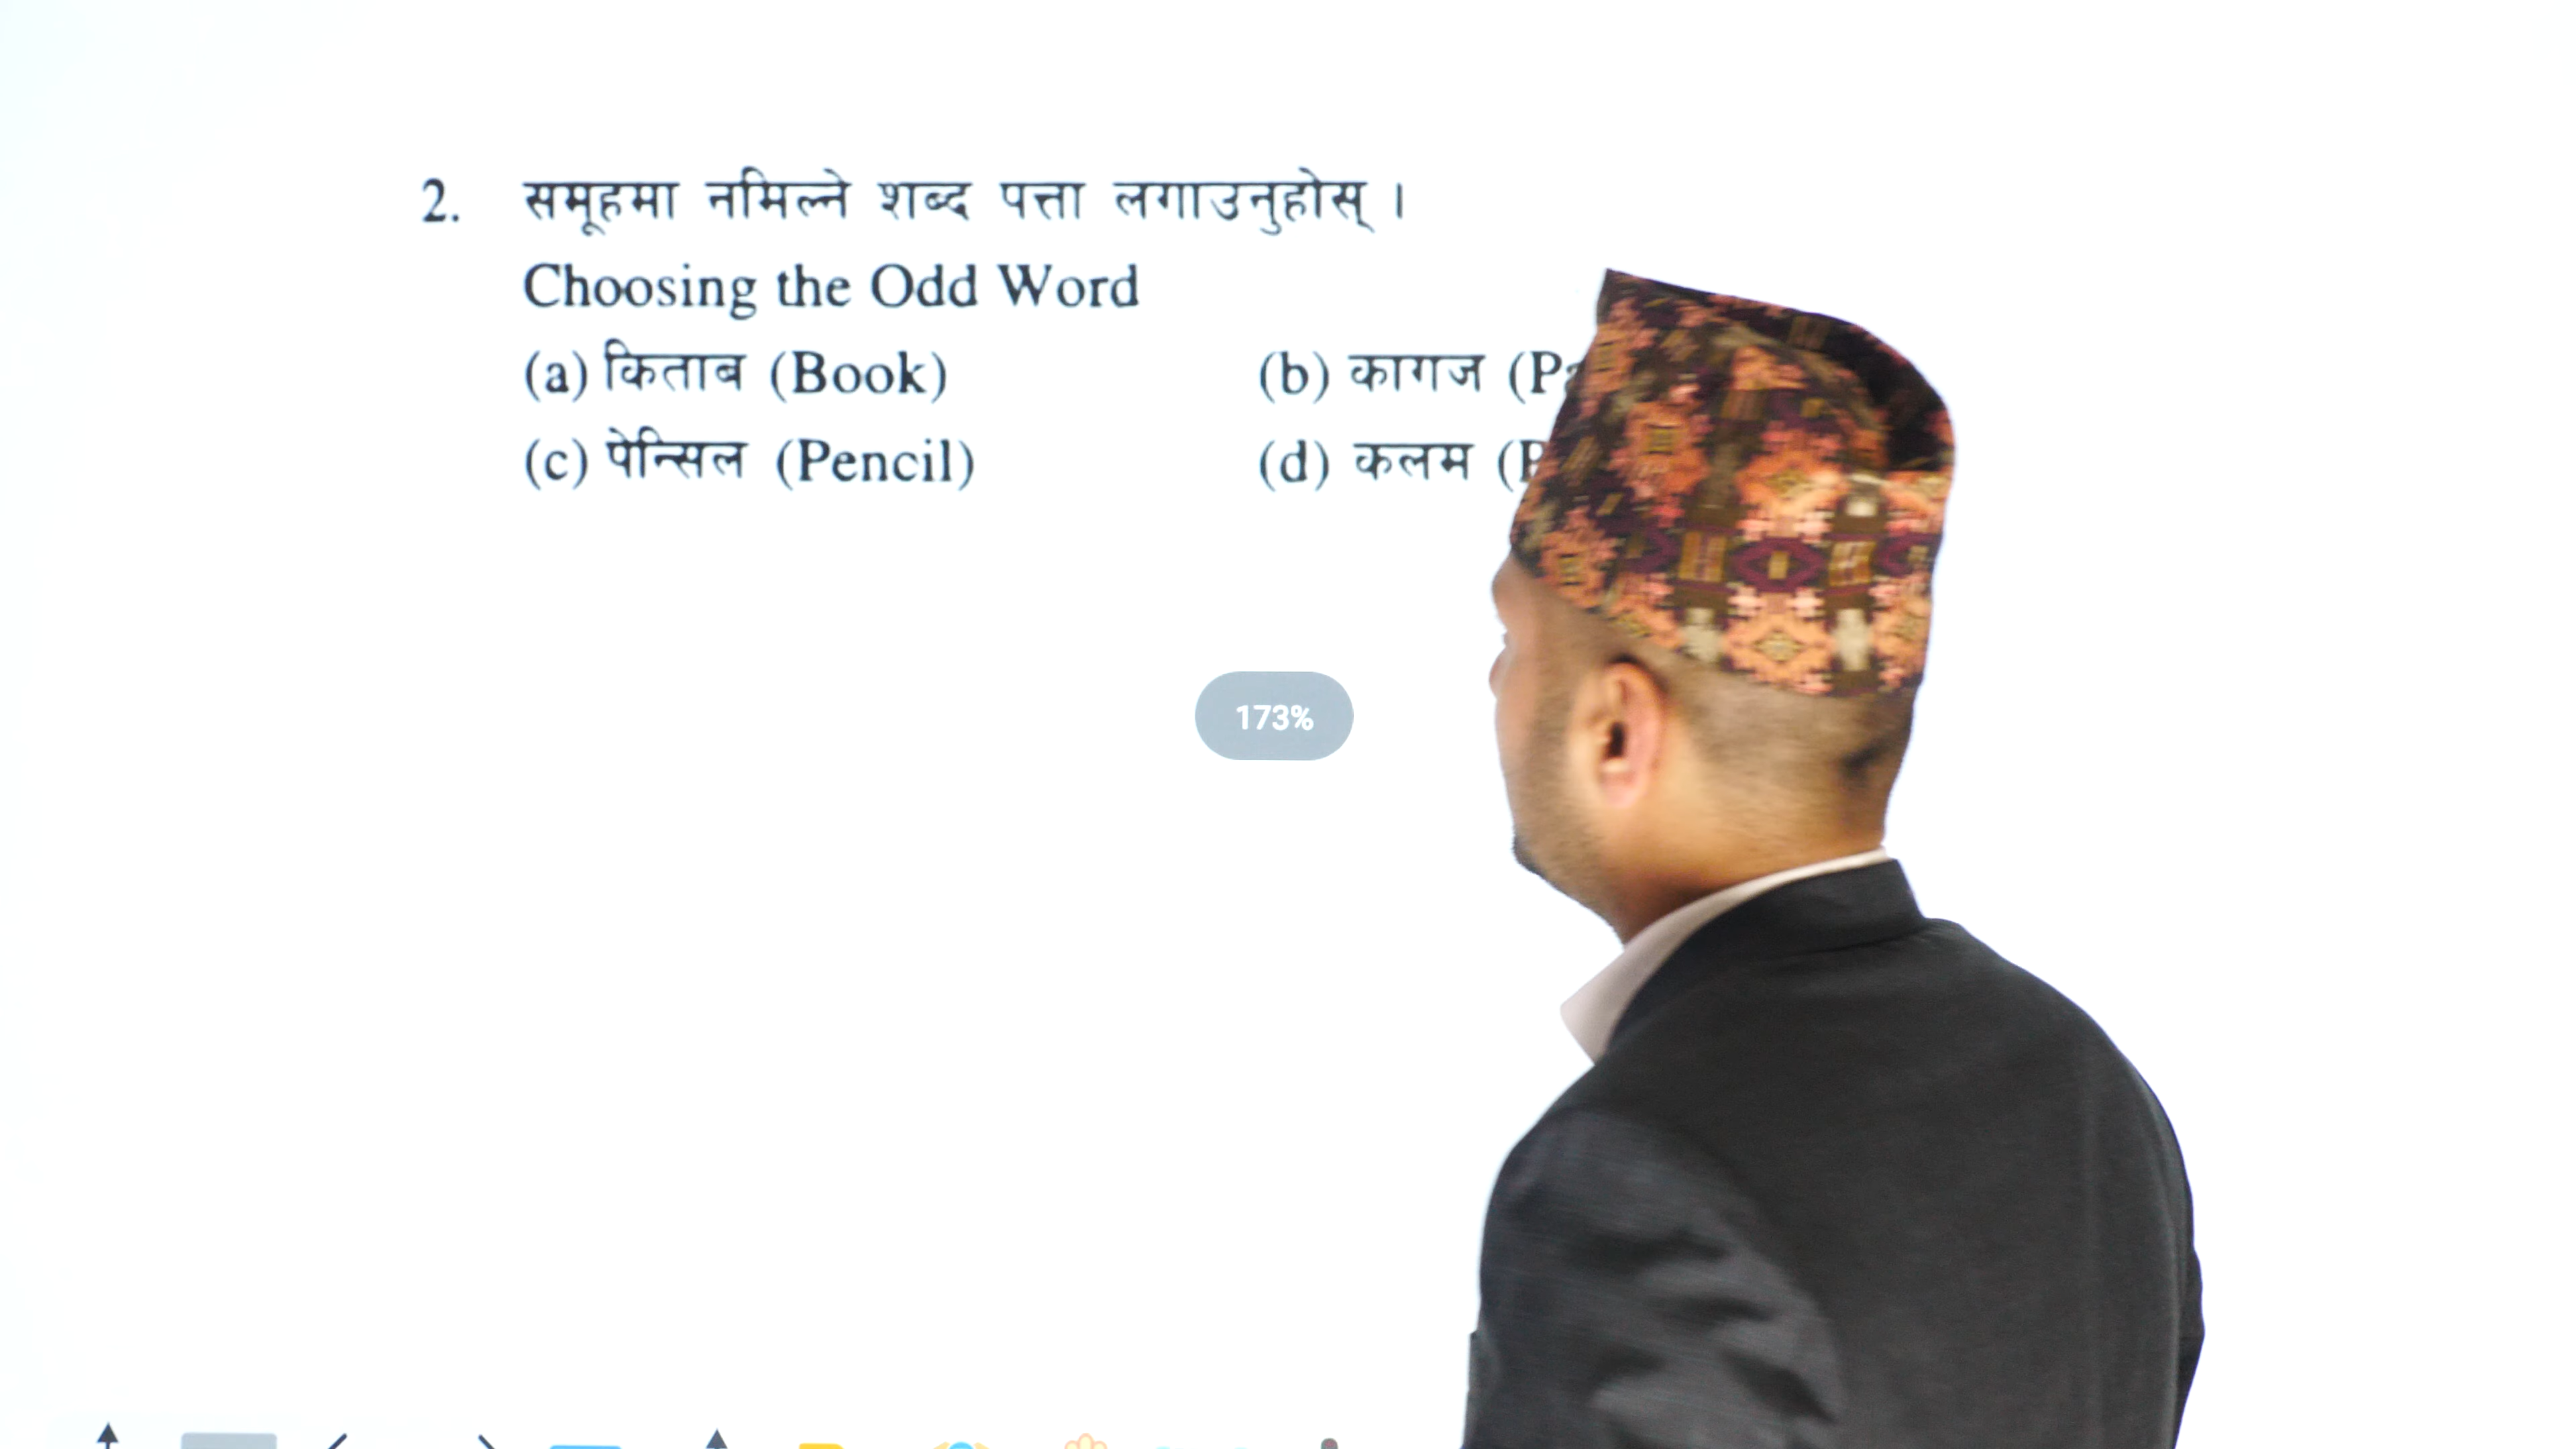 2. समूहमा नमिल्ने शब्द पत्ता लगाउनुहोस् ।
Choosing the Odd Word
(a) किताब (Book) (b) कागज
(c) पेन्सिल (Pencil) (d) कलम
173%